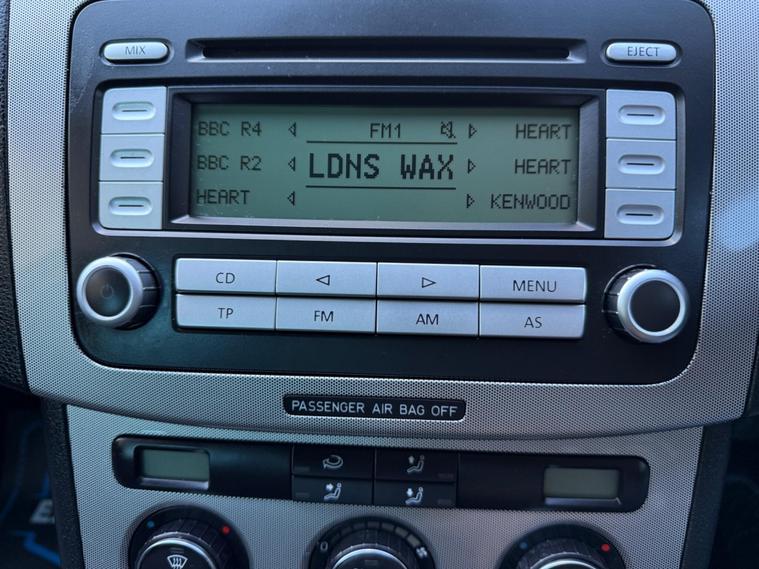 MIX
EJECT
BBC R4 FM1 HEART
BBC R2 LDNS WAX HEART
HEART KENWOOD
CD MENU
TP FM AM AS
PASSENGER AIR BAG OFF
0